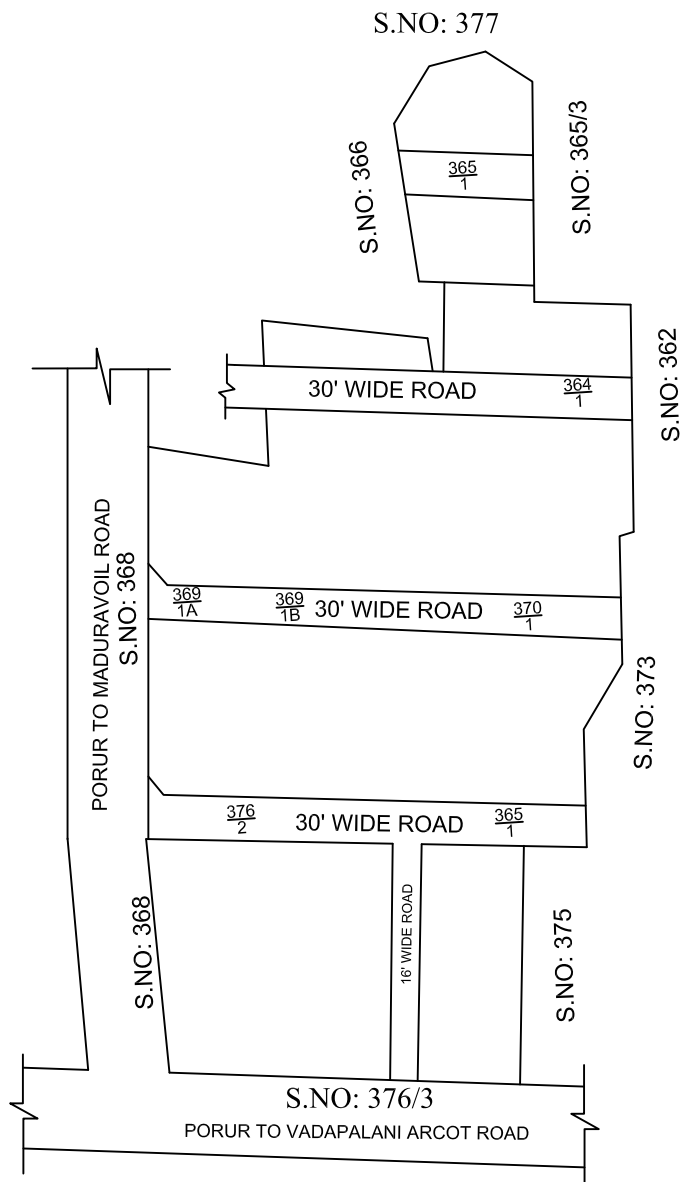 S.NO: 377
S.NO: 366
365
1
S.NO: 365/3
S.NO: 362
30' WIDE ROAD
364
1
PORUR TO MADURAVOIL ROAD
S.NO: 368
369
1A
369
1B
30' WIDE ROAD
370
1
S.NO: 373
376
2
30' WIDE ROAD
365
1
S.NO: 368
16' WIDE ROAD
S.NO: 375
S.NO: 376/3
PORUR TO VADAPALANI ARCOT ROAD